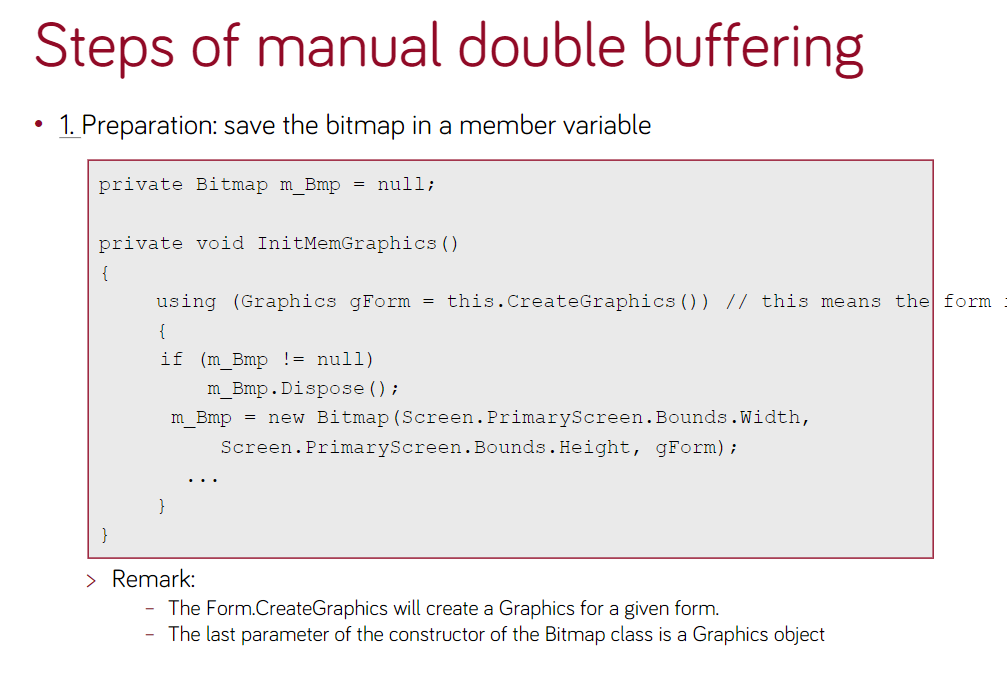 Steps of manual double buffering
• 1. Preparation: save the bitmap in a member variable
private Bitmap m_Bmp = null;
private void InitMemGraphics()
{
using (Graphics gForm = this.CreateGraphics()) // this means the form
{
if (m_Bmp != null)
m_Bmp.Dispose();
m_Bmp = new Bitmap(Screen.PrimaryScreen.Bounds.Width,
Screen.PrimaryScreen.Bounds.Height, gForm);
...
}
}
> Remark:
– The Form.CreateGraphics will create a Graphics for a given form.
– The last parameter of the constructor of the Bitmap class is a Graphics object